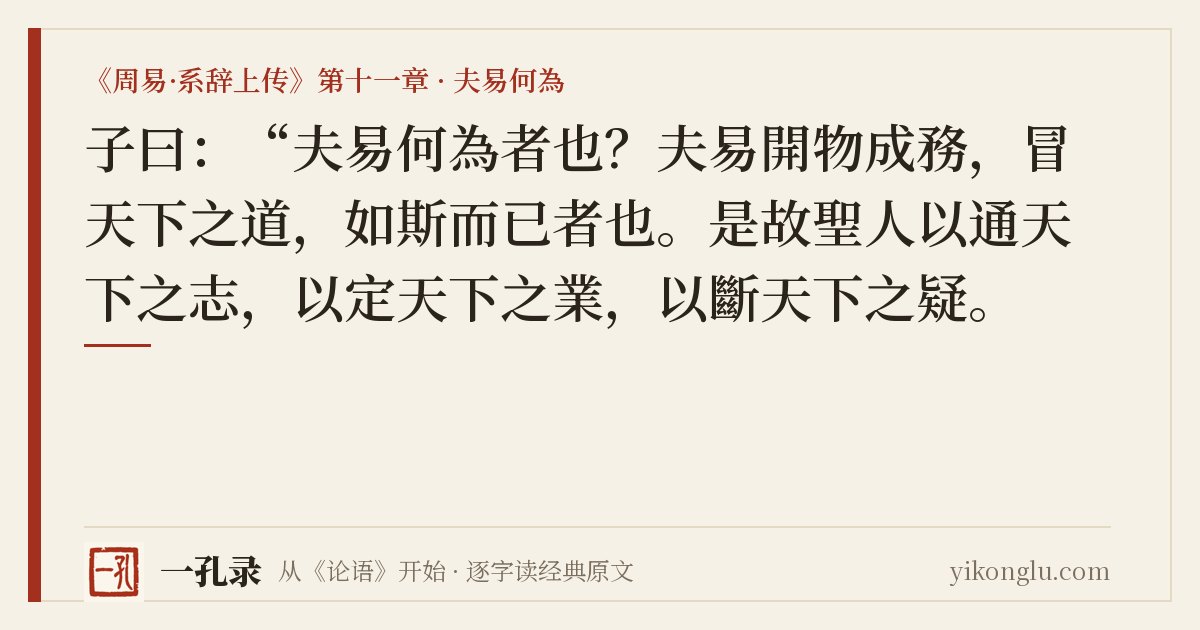 《周易·系辞上传》第十一章 · 夫易何為
子曰：“夫易何為者也？夫易開物成務，冒
天下之道，如斯而已者也。是故聖人以通天
下之志，以定天下之業，以斷天下之疑。
一孔
一孔录 从《论语》开始 · 逐字读经典原文 yikonglu.com